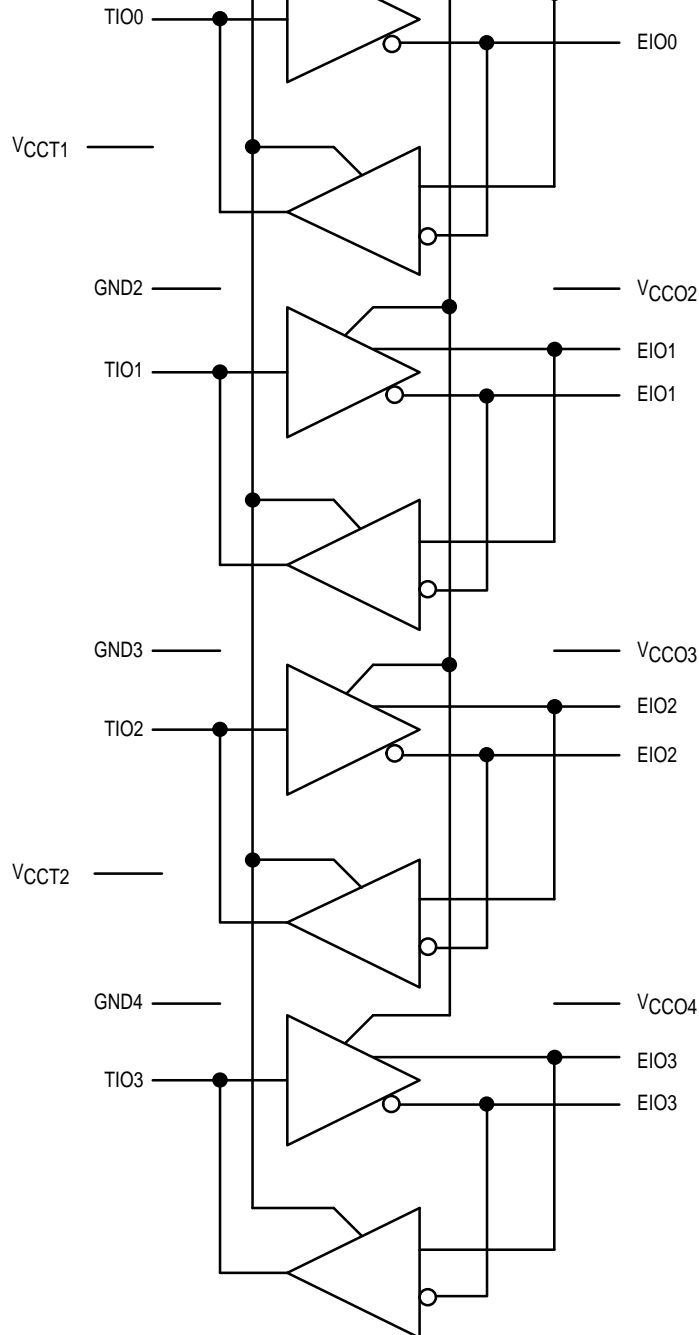 TIO0
EIO0
VCCT1
GND2
VCCO2
EIO1
TIO1
EIO1
GND3
VCCO3
EIO2
TIO2
EIO2
VCCT2
GND4
VCCO4
EIO3
TIO3
EIO3